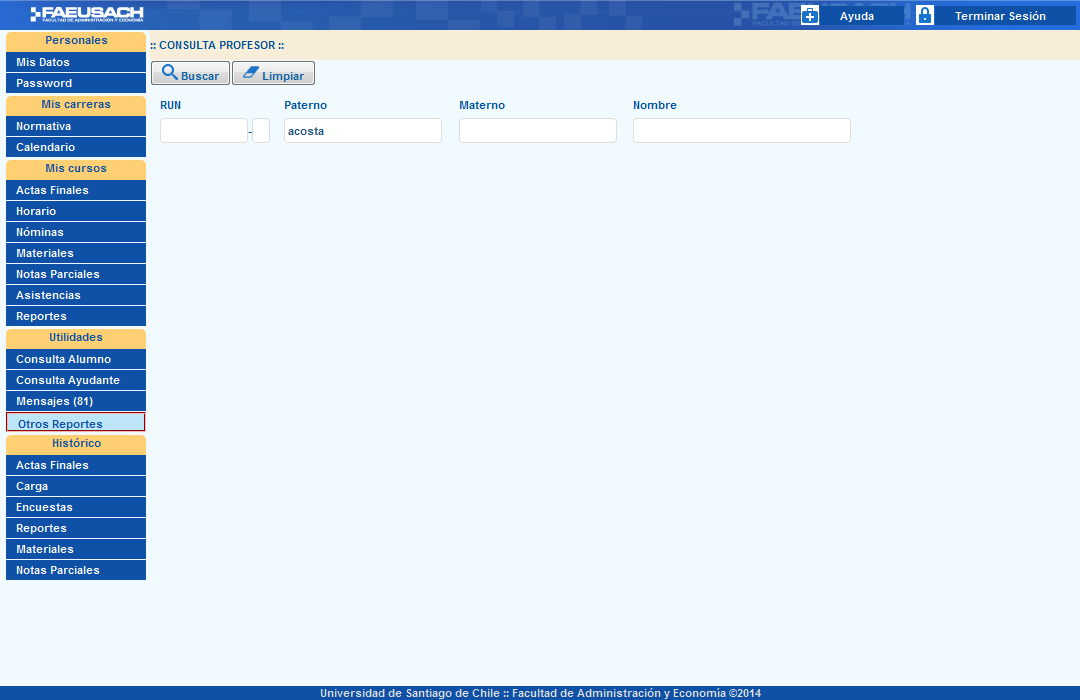 FAEUSACH
FACULTAD DE ADMINISTRACIÓN Y ECONOMÍA
Ayuda
Terminar Sesión
Personales
Mis Datos
Password
Mis carreras
Normativa
Calendario
Mis cursos
Actas Finales
Horario
Nóminas
Materiales
Notas Parciales
Asistencias
Reportes
Utilidades
Consulta Alumno
Consulta Ayudante
Mensajes (81)
Otros Reportes
Histórico
Actas Finales
Carga
Encuestas
Reportes
Materiales
Notas Parciales
:: CONSULTA PROFESOR ::
Buscar Limpiar
RUN Paterno Materno Nombre
- acosta
Universidad de Santiago de Chile :: Facultad de Administración y Economía ©2014